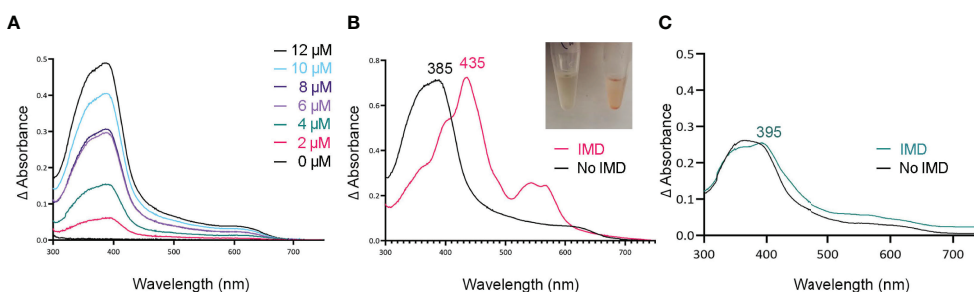 A
Δ Absorbance
0.5
0.4
0.3
0.2
0.1
0.0
300
400
500
600
700
Wavelength (nm)
12 µM
10 µM
8 µM
6 µM
4 µM
2 µM
0 µM
B
Δ Absorbance
0.8
0.6
0.4
0.2
0.0
300
400
500
600
700
Wavelength (nm)
385
435
IMD
No IMD
C
Δ Absorbance
0.5
0.4
0.3
0.2
0.1
0.0
300
400
500
600
700
Wavelength (nm)
395
IMD
No IMD